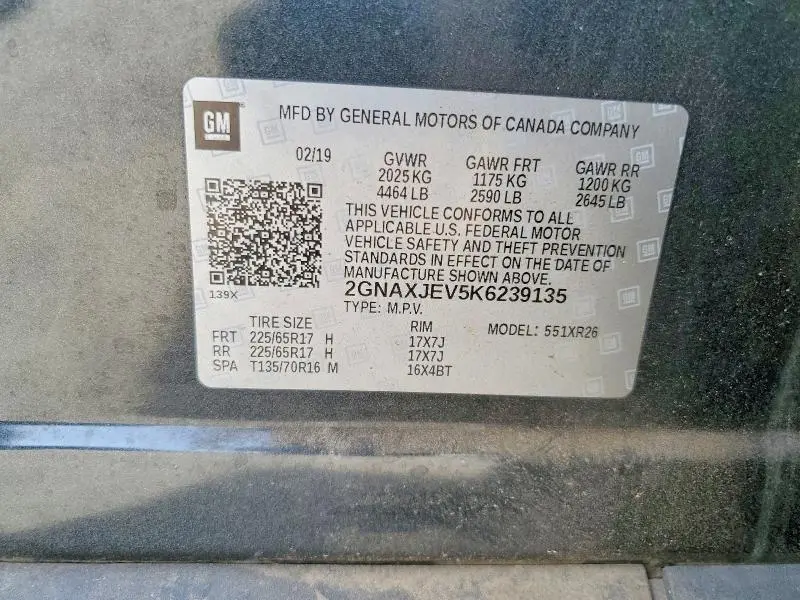 GM
MFD BY GENERAL MOTORS OF CANADA COMPANY
02/19 GVWR GAWR FRT GAWR RR
2025 KG 1175 KG 1200 KG
4464 LB 2590 LB 2645 LB
THIS VEHICLE CONFORMS TO ALL
APPLICABLE U.S. FEDERAL MOTOR
VEHICLE SAFETY AND THEFT PREVENTION
STANDARDS IN EFFECT ON THE DATE OF
MANUFACTURE SHOWN ABOVE.
139X
2GNAXJEV5K6239135
TYPE: M.P.V.
TIRE SIZE RIM MODEL: 551XR26
FRT 225/65R17 H 17X7J
RR 225/65R17 H 17X7J
SPA T135/70R16 M 16X4BT